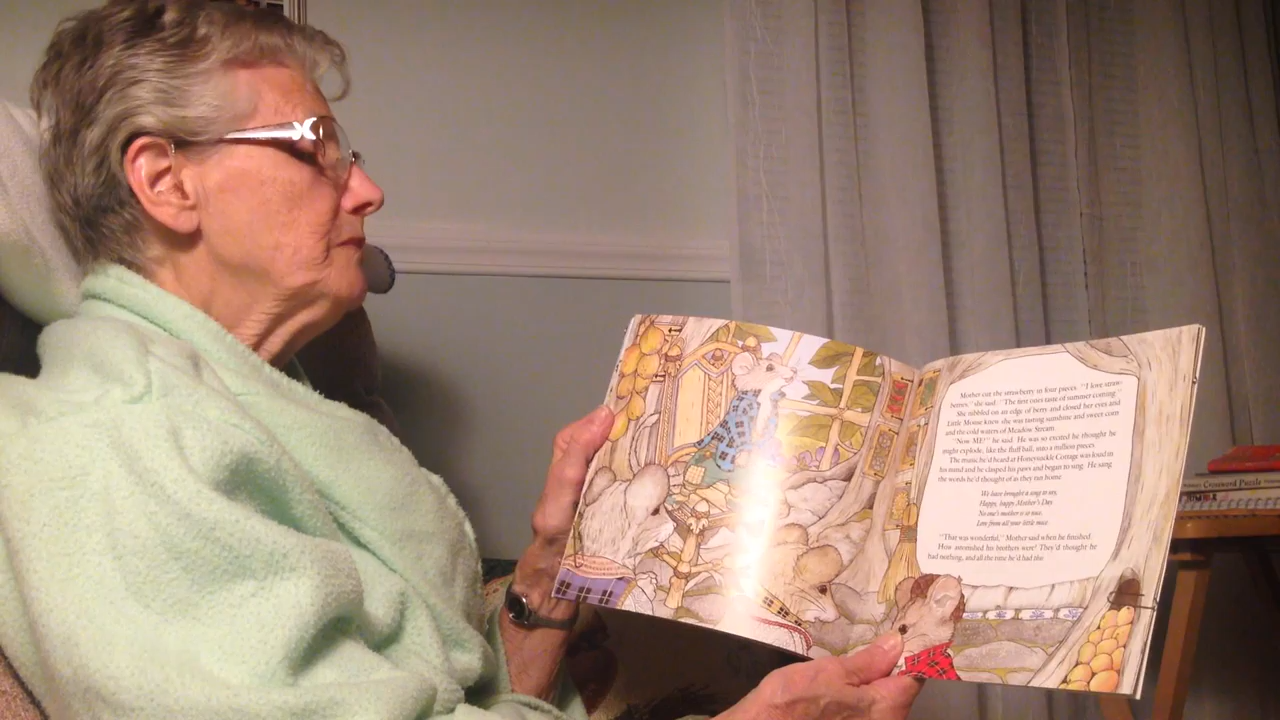 Mother cut the strawberry in four pieces. "I love straw-
berries," she said. "The first ones taste of summer coming."
She nibbled on an edge of berry and closed her eyes and
Little Mouse knew she was tasting sunshine and sweet corn
and the cold waters of Meadow Stream.
"Now ME!" he said. He was so excited he thought he
might explode, like the fluff ball, into a million pieces.
The music he'd heard at Honeysuckle Cottage was loud in
his mind and he clasped his paws and began to sing. He sang
the words he'd thought of as they ran home.
We have brought a song to say,
Happy, happy Mother's Day.
No one's mother is so nice.
Love from all your little mice.
"That was wonderful," Mother said when he finished.
How astonished his brothers were! They'd thought he
had nothing, and all the time he'd had this
Crossword Puzzle